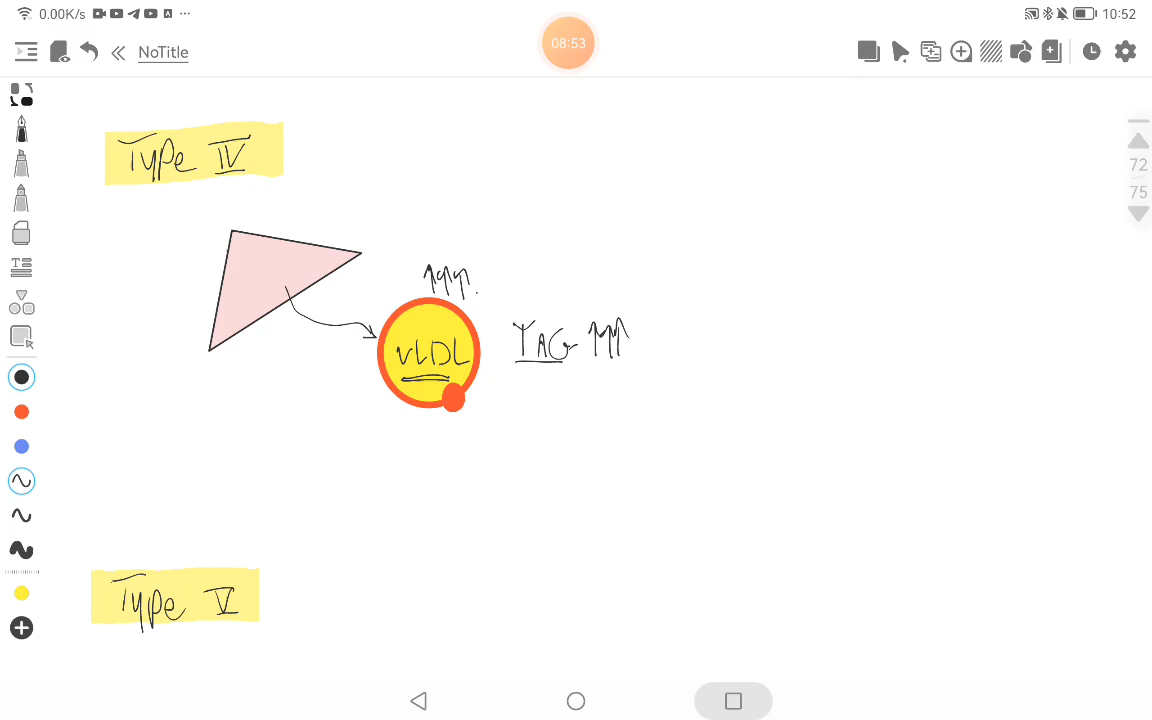 0.00K/s
10:52
NoTitle
08:53
72
75
Type IV
VLDL
TAG
Type V